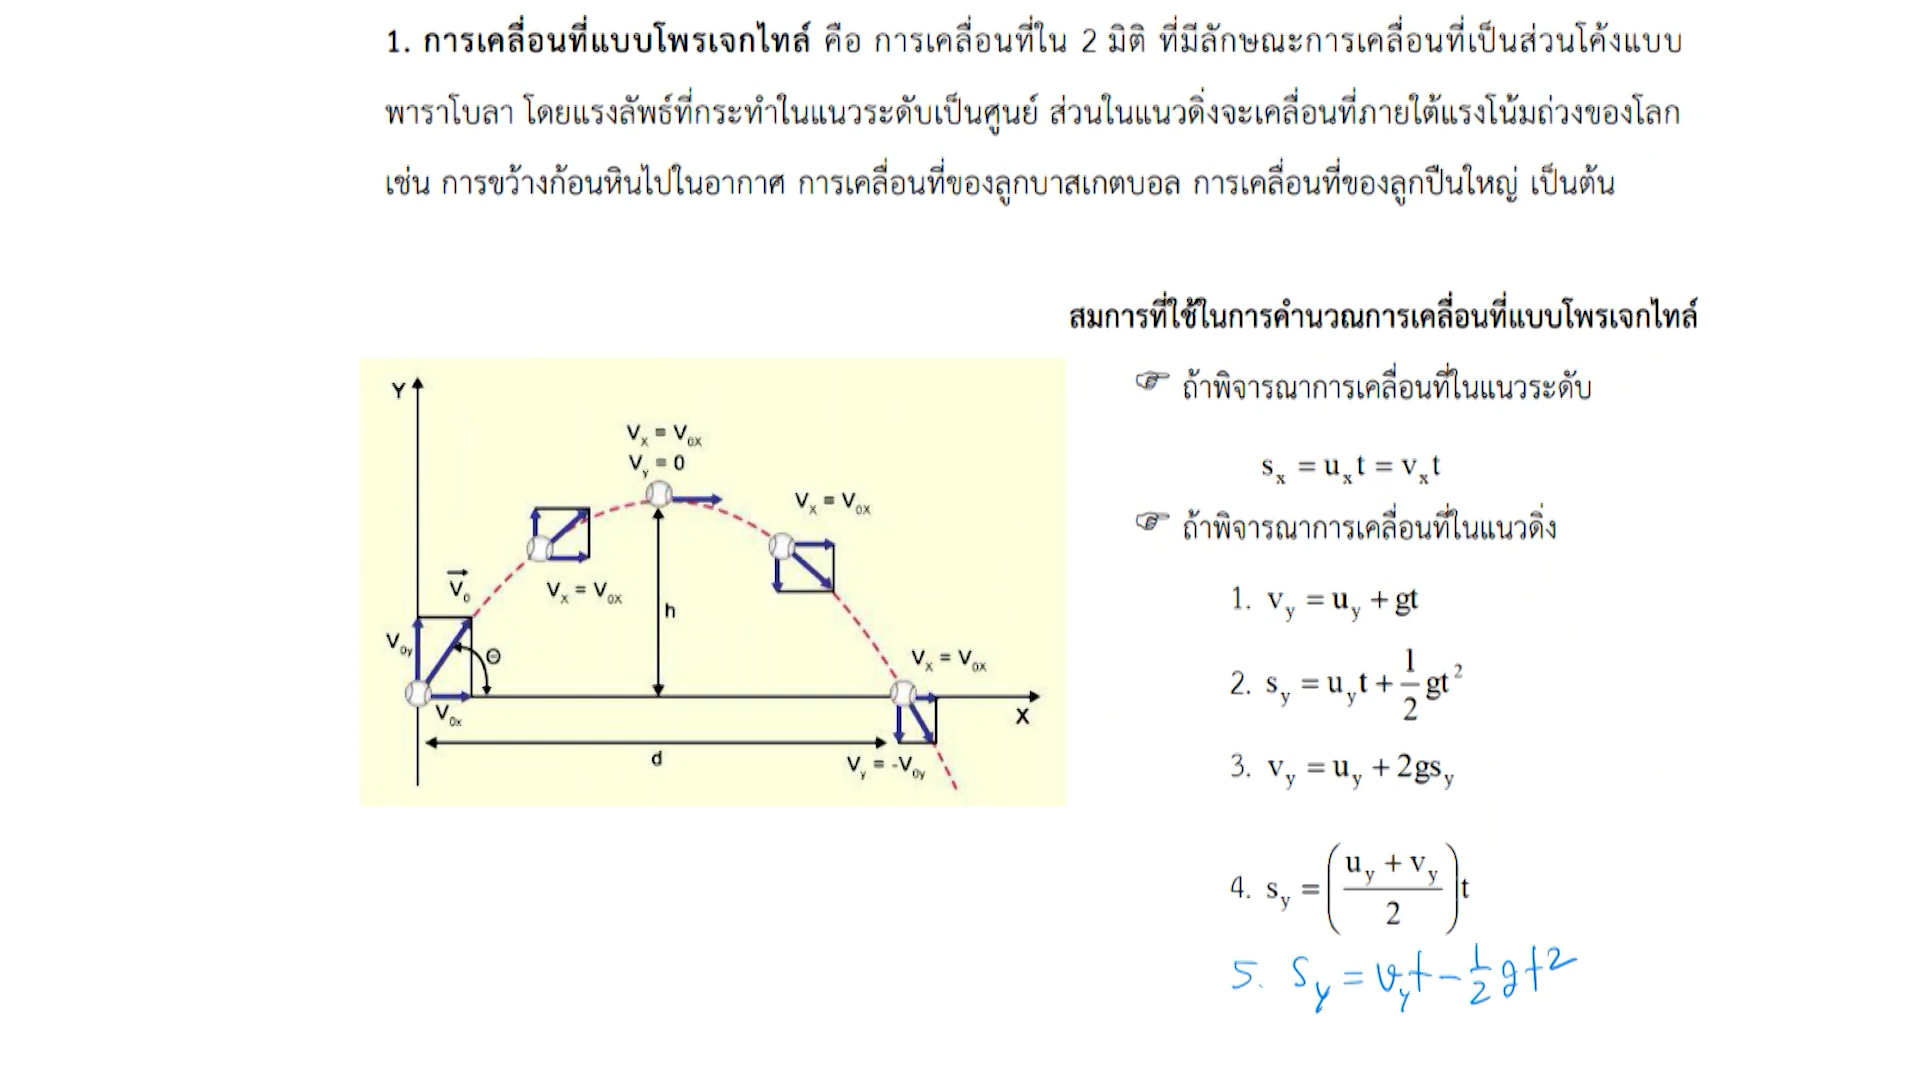 1. การเคลื่อนที่แบบโพรเจกไทล์ คือ การเคลื่อนที่ใน 2 มิติ ที่มีลักษณะการเคลื่อนที่เป็นส่วนโค้งแบบ
พาราโบลา โดยแรงลัพธ์ที่กระทำในแนวระดับเป็นศูนย์ ส่วนในแนวดิ่งจะเคลื่อนที่ภายใต้แรงโน้มถ่วงของโลก
เช่น การขว้างก้อนหินไปในอากาศ การเคลื่อนที่ของลูกบาสเกตบอล การเคลื่อนที่ของลูกปืนใหญ่ เป็นต้น
Y
Vx = Vox
Vy = 0
Vx = Vox
Vx = Vox
V⃗o
h
Voy
Θ
Vx = Vox
Vox
X
d
Vy = -Voy
สมการที่ใช้ในการคำนวณการเคลื่อนที่แบบโพรเจกไทล์
☞ ถ้าพิจารณาการเคลื่อนที่ในแนวระดับ
sx = uxt = vxt
☞ ถ้าพิจารณาการเคลื่อนที่ในแนวดิ่ง
1. vy = uy + gt
2. sy = uyt + 1/2 gt²
3. vy = uy + 2gsy
4. sy = ((uy + vy)/2)t
5. Sy = vyt - 1/2 gt²